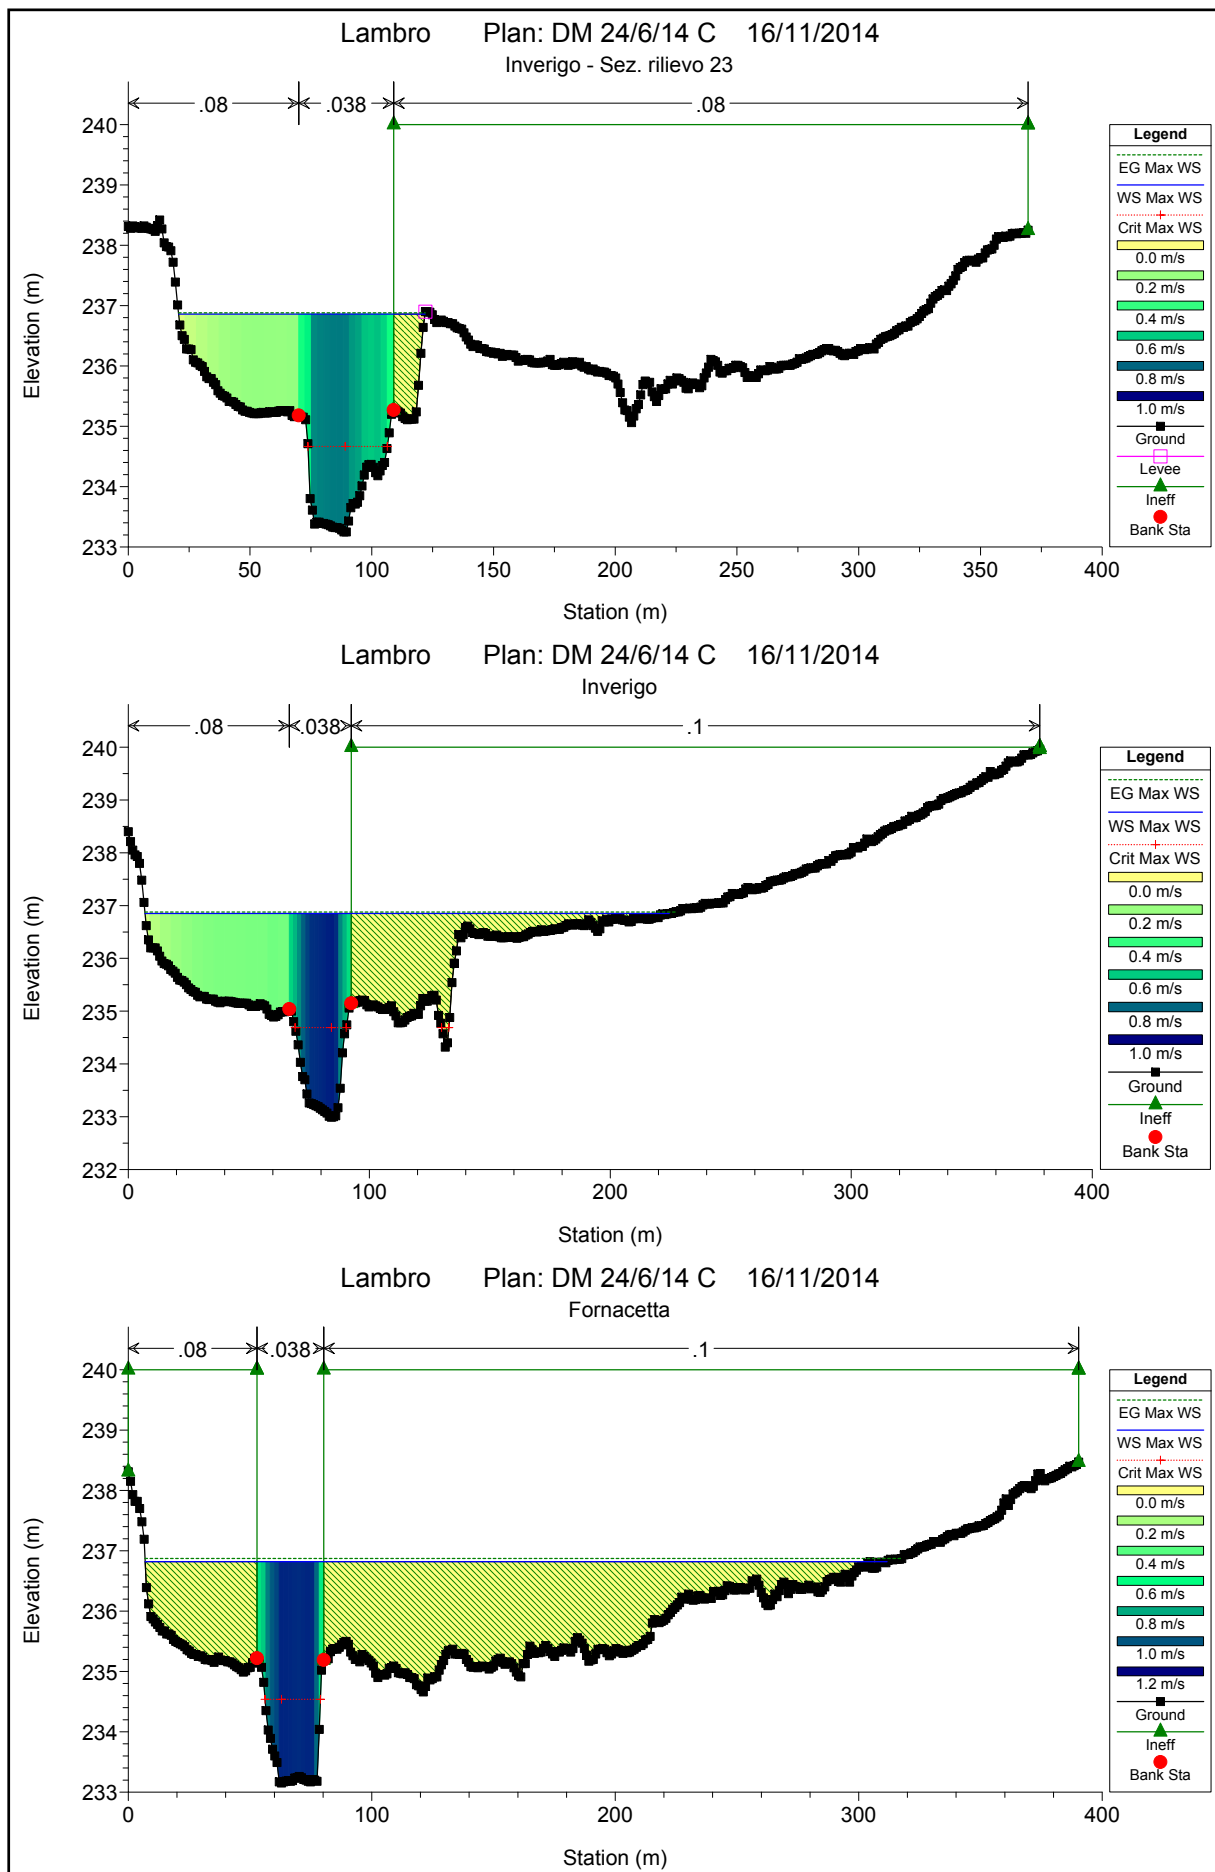 Lambro Plan: DM 24/6/14 C 16/11/2014
Inverigo - Sez. rilievo 23
.08 .038 .08
240
239
238
237
236
235
234
233
Elevation (m)
0 50 100 150 200 250 300 350 400
Station (m)
Legend
EG Max WS
WS Max WS
Crit Max WS
0.0 m/s
0.2 m/s
0.4 m/s
0.6 m/s
0.8 m/s
1.0 m/s
Ground
Levee
Ineff
Bank Sta
Lambro Plan: DM 24/6/14 C 16/11/2014
Inverigo
.08 .038 .1
240
239
238
237
236
235
234
233
232
Elevation (m)
0 100 200 300 400
Station (m)
Legend
EG Max WS
WS Max WS
Crit Max WS
0.0 m/s
0.2 m/s
0.4 m/s
0.6 m/s
0.8 m/s
1.0 m/s
Ground
Ineff
Bank Sta
Lambro Plan: DM 24/6/14 C 16/11/2014
Fornacetta
.08 .038 .1
240
239
238
237
236
235
234
233
Elevation (m)
0 100 200 300 400
Station (m)
Legend
EG Max WS
WS Max WS
Crit Max WS
0.0 m/s
0.2 m/s
0.4 m/s
0.6 m/s
0.8 m/s
1.0 m/s
1.2 m/s
Ground
Ineff
Bank Sta